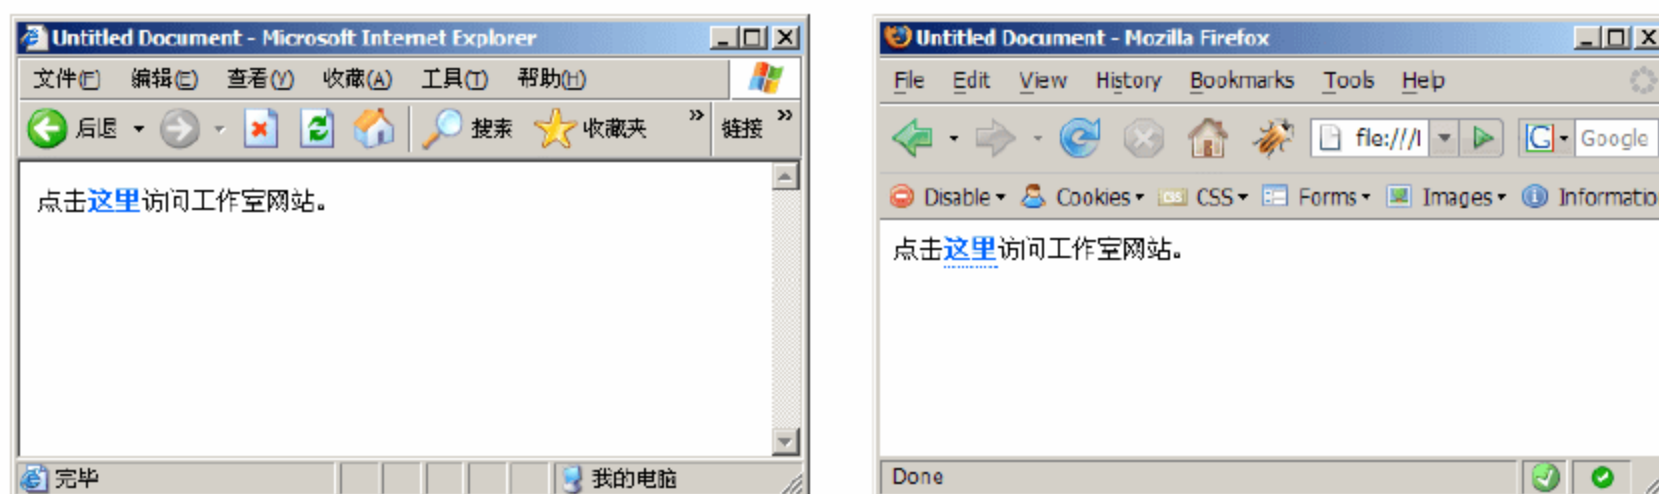 Untitled Document - Microsoft Internet Explorer
文件(F) 编辑(E) 查看(V) 收藏(A) 工具(T) 帮助(H)
后退 搜索 收藏夹 » 链接 »
点击这里访问工作室网站。
完毕 我的电脑
Untitled Document - Mozilla Firefox
File Edit View History Bookmarks Tools Help
file:/// G Google
Disable Cookies CSS Forms Images Informatio
点击这里访问工作室网站。
Done